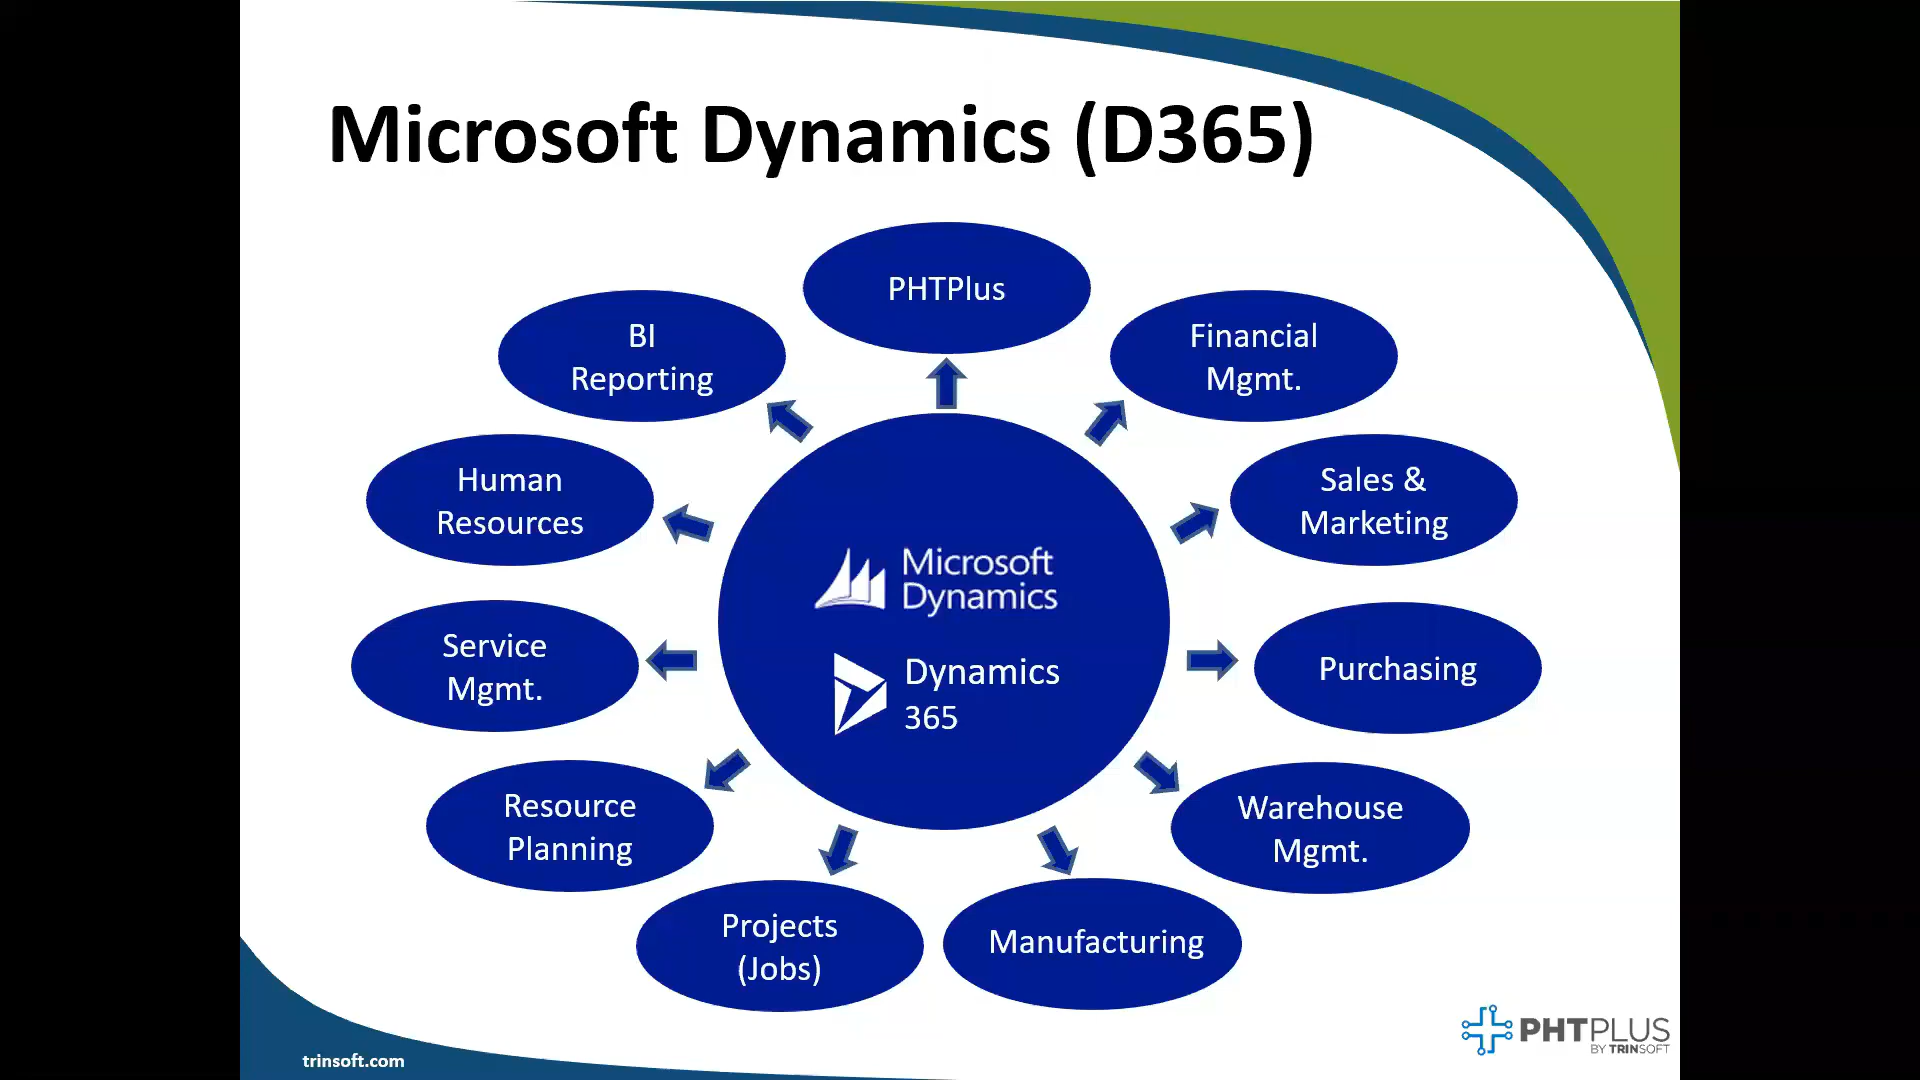 Microsoft Dynamics (D365)
PHTPlus
BI
Reporting
Financial
Mgmt.
Human
Resources
Sales &
Marketing
Microsoft
Dynamics
Dynamics
365
Service
Mgmt.
Purchasing
Resource
Planning
Warehouse
Mgmt.
Projects
(Jobs)
Manufacturing
PHTPLUS
BY TRINSOFT
trinsoft.com